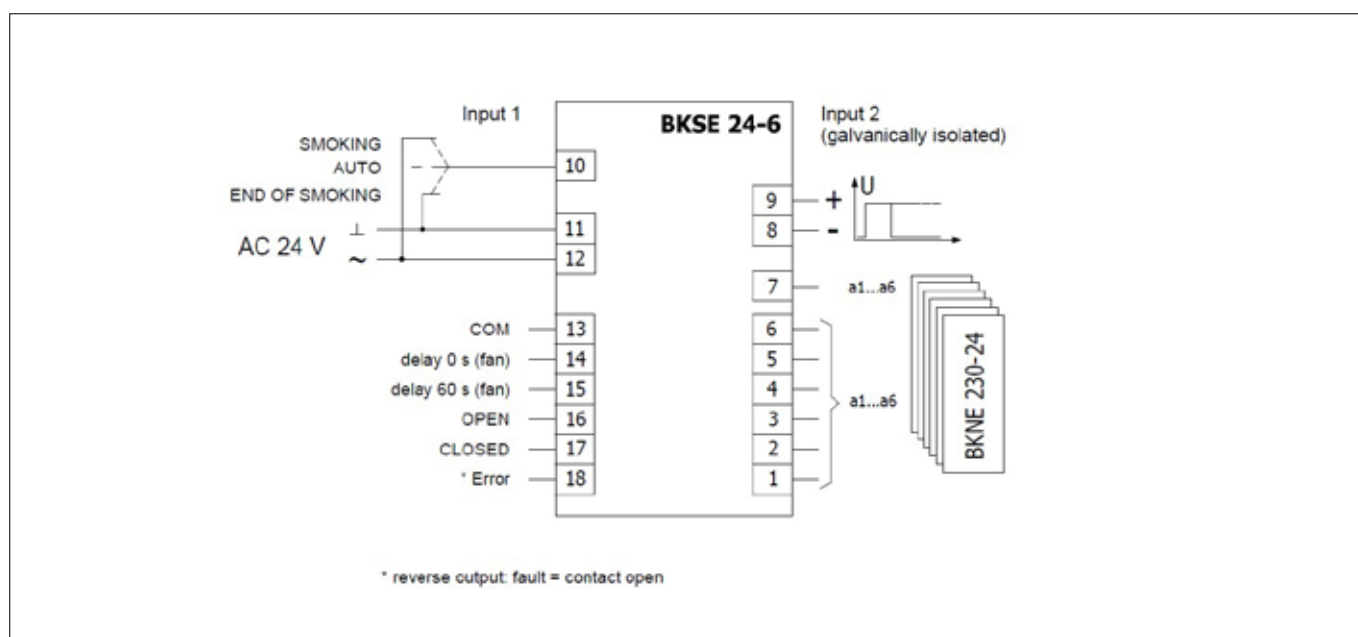 Input 1
BKSE 24-6
Input 2
(galvanically isolated)
SMOKING
AUTO
END OF SMOKING
⊥
AC 24 V
~
10
11
12
COM
13
delay 0 s (fan)
14
delay 60 s (fan)
15
OPEN
16
CLOSED
17
* Error
18
9
+
U
8
-
7
a1...a6
6
5
4
a1...a6
3
2
1
BKNE 230-24
* reverse output: fault = contact open